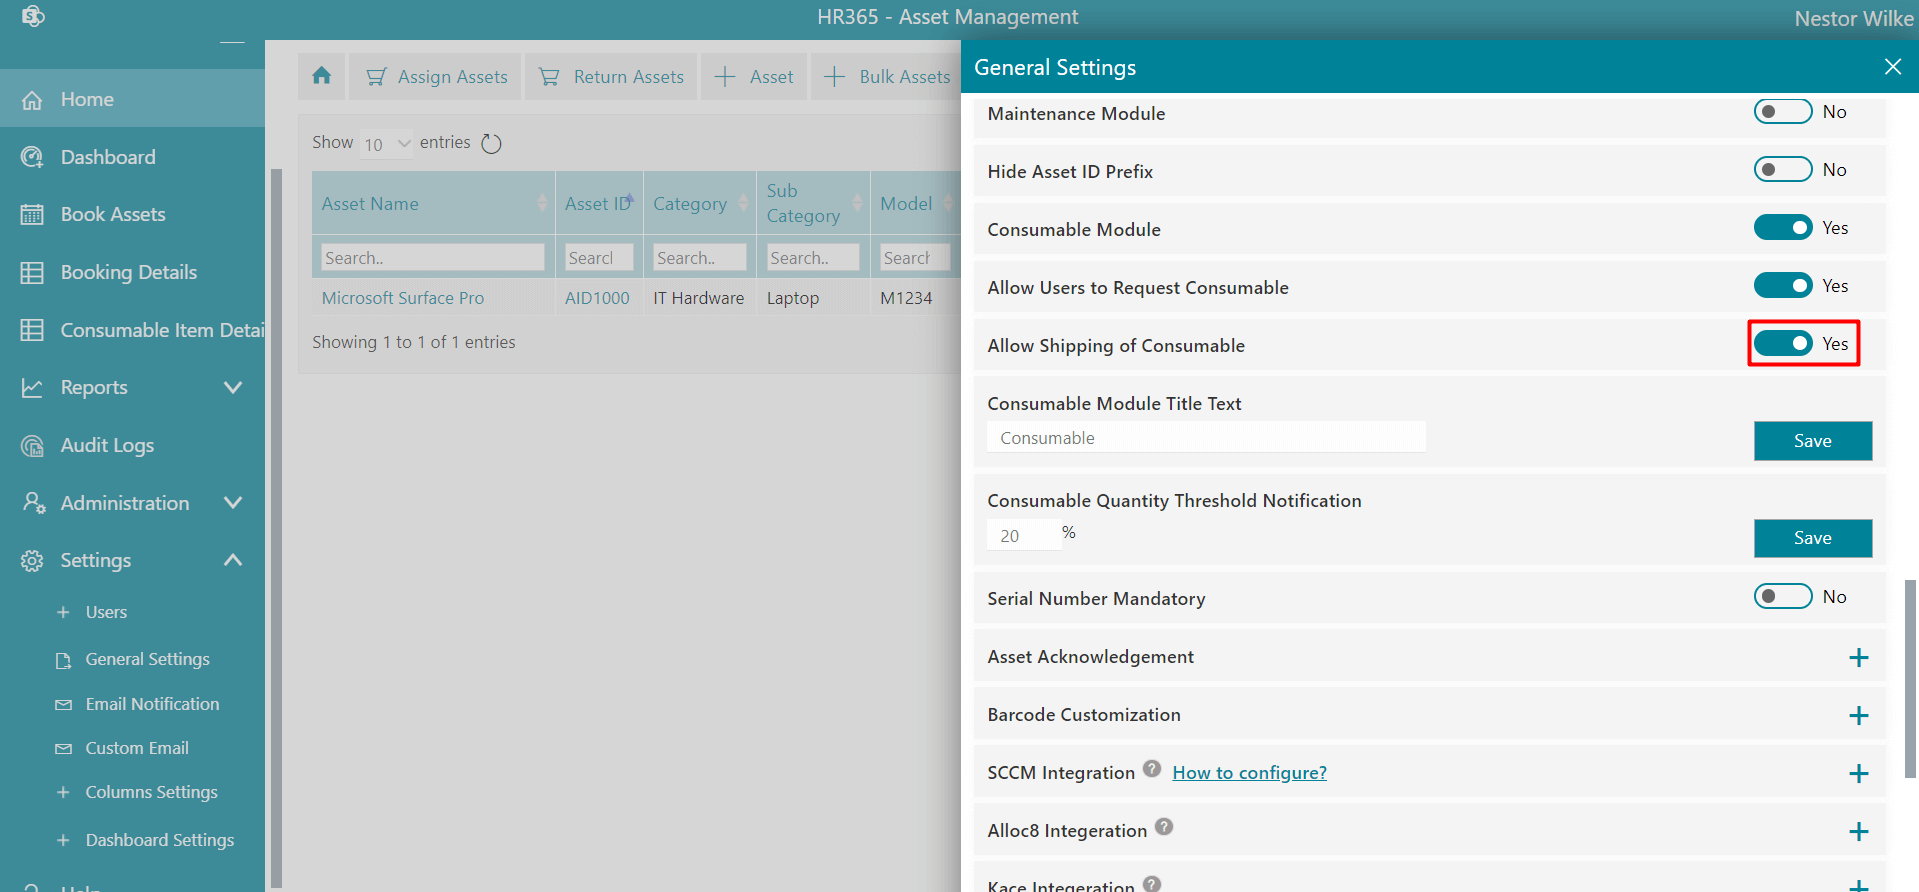 HR365 - Asset Management
Nestor Wilke
Home
Dashboard
Book Assets
Booking Details
Consumable Item Detai
Reports
Audit Logs
Administration
Settings
Users
General Settings
Email Notification
Custom Email
Columns Settings
Dashboard Settings
Help
Assign Assets
Return Assets
Asset
Bulk Assets
Show 10 entries
Asset Name
Asset ID
Category
Sub
Category
Model
Search..
Search
Search..
Search..
Search
Microsoft Surface Pro
AID1000
IT Hardware
Laptop
M1234
Showing 1 to 1 of 1 entries
General Settings
Maintenance Module
No
Hide Asset ID Prefix
No
Consumable Module
Yes
Allow Users to Request Consumable
Yes
Allow Shipping of Consumable
Yes
Consumable Module Title Text
Consumable
Save
Consumable Quantity Threshold Notification
20 %
Save
Serial Number Mandatory
No
Asset Acknowledgement
Barcode Customization
SCCM Integration ? How to configure?
Alloc8 Integeration ?
Kace Integeration ?